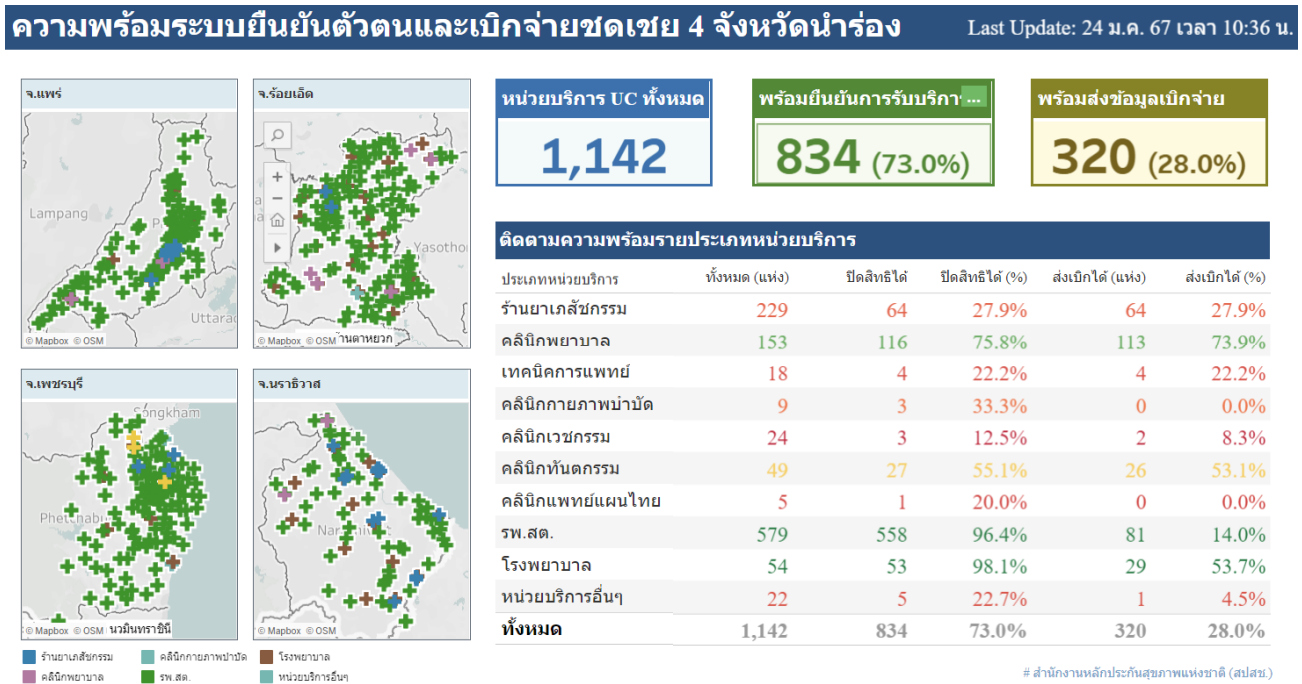 ความพร้อมระบบยืนยันตัวตนและเบิกจ่ายชดเชย 4 จังหวัดนำร่อง
Last Update: 24 ม.ค. 67 เวลา 10:36 น.
จ.แพร่
Lampang
Uttara
© Mapbox © OSM
จ.ร้อยเอ็ด
Yasotho
© Mapbox © OSM
จ.เพชรบุรี
Songkham
Phetchabu
© Mapbox © OSM นวมินทราชินี
จ.นราธิวาส
© Mapbox © OSM
ร้านยาเภสัชกรรม
คลินิกกายภาพบำบัด
โรงพยาบาล
คลินิกพยาบาล
รพ.สต.
หน่วยบริการอื่นๆ
หน่วยบริการ UC ทั้งหมด
1,142
พร้อมยืนยันการรับบริกา ...
834 (73.0%)
พร้อมส่งข้อมูลเบิกจ่าย
320 (28.0%)
ติดตามความพร้อมรายประเภทหน่วยบริการ
ประเภทหน่วยบริการ ทั้งหมด (แห่ง) ปิดสิทธิได้ ปิดสิทธิได้ (%) ส่งเบิกได้ (แห่ง) ส่งเบิกได้ (%)
ร้านยาเภสัชกรรม 229 64 27.9% 64 27.9%
คลินิกพยาบาล 153 116 75.8% 113 73.9%
เทคนิคการแพทย์ 18 4 22.2% 4 22.2%
คลินิกกายภาพบำบัด 9 3 33.3% 0 0.0%
คลินิกเวชกรรม 24 3 12.5% 2 8.3%
คลินิกทันตกรรม 49 27 55.1% 26 53.1%
คลินิกแพทย์แผนไทย 5 1 20.0% 0 0.0%
รพ.สต. 579 558 96.4% 81 14.0%
โรงพยาบาล 54 53 98.1% 29 53.7%
หน่วยบริการอื่นๆ 22 5 22.7% 1 4.5%
ทั้งหมด 1,142 834 73.0% 320 28.0%
# สำนักงานหลักประกันสุขภาพแห่งชาติ (สปสช.)